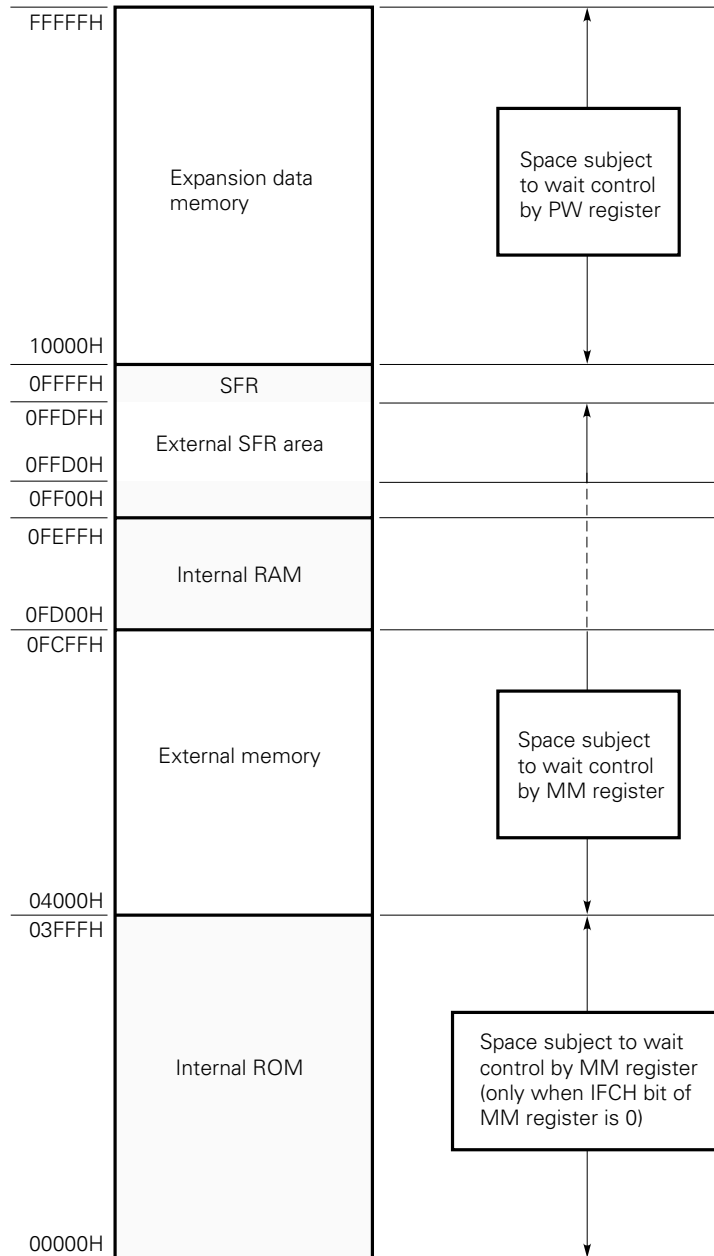 FFFFFH
Expansion data
memory
Space subject
to wait control
by PW register
10000H
0FFFFH
SFR
0FFDFH
External SFR area
0FFD0H
0FF00H
0FEFFH
Internal RAM
0FD00H
0FCFFH
External memory
Space subject
to wait control
by MM register
04000H
03FFFH
Internal ROM
Space subject to wait
control by MM register
(only when IFCH bit of
MM register is 0)
00000H